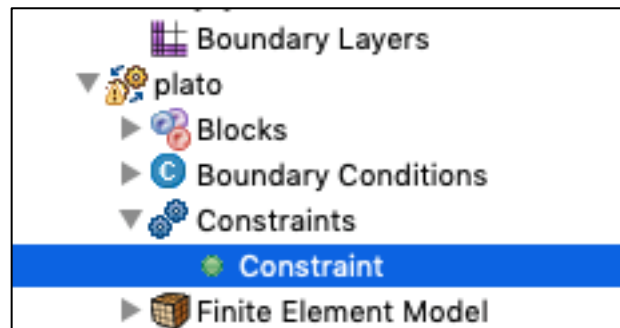 Boundary Layers
plato
Blocks
C Boundary Conditions
Constraints
Constraint
Finite Element Model